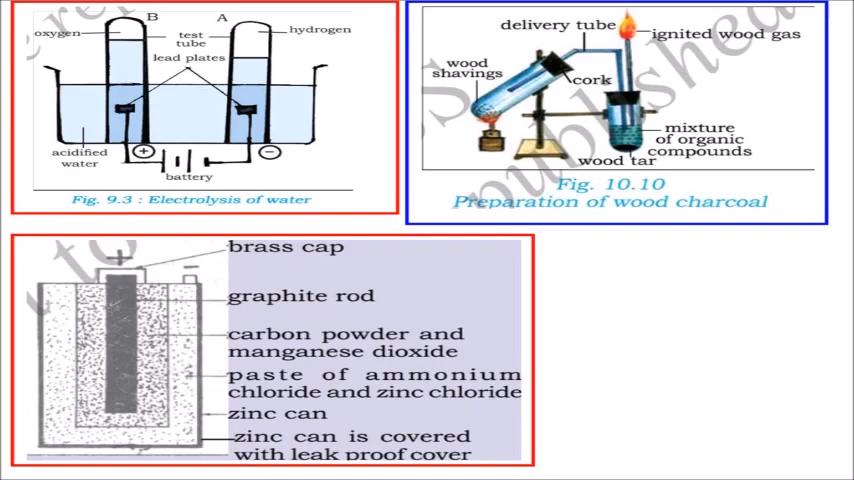 B
A
oxygen
test
tube
hydrogen
lead plates
acidified
water
+
−
battery
Fig. 9.3 : Electrolysis of water
delivery tube
ignited wood gas
wood
shavings
cork
mixture
of organic
compounds
wood tar
Fig. 10.10
Preparation of wood charcoal
published
+
−
brass cap
graphite rod
carbon powder and
manganese dioxide
paste of ammonium
chloride and zinc chloride
zinc can
zinc can is covered
with leak proof cover
to